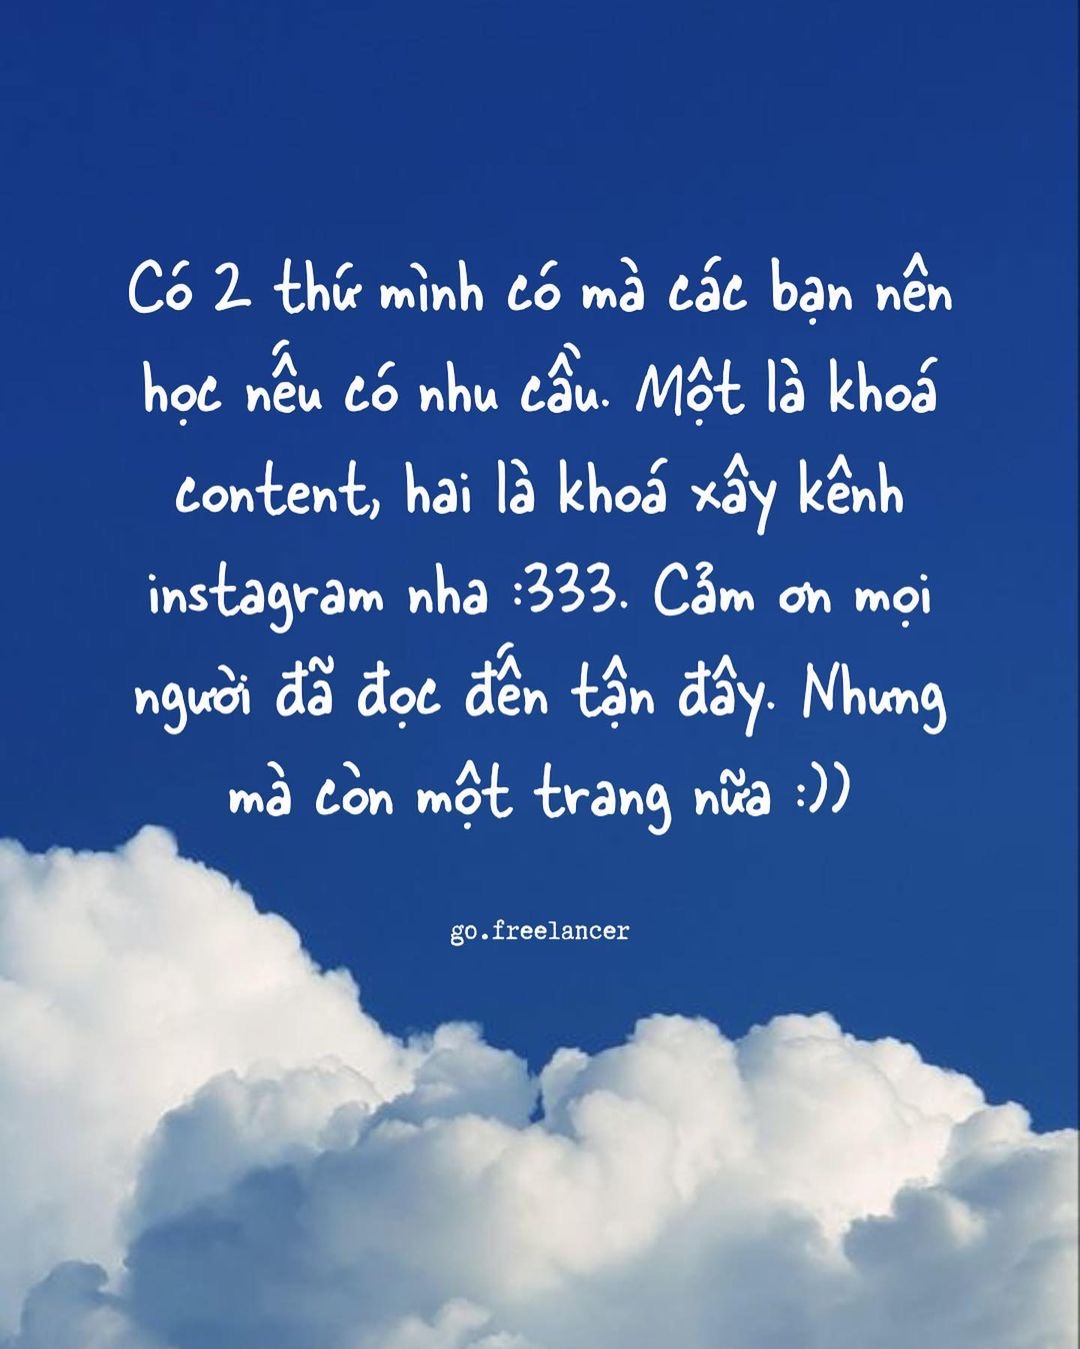 Có 2 thứ mình có mà các bạn nên
học nếu có nhu cầu. Một là khoá
content, hai là khoá xây kênh
instagram nha :333. Cảm ơn mọi
người đã đọc đến tận đây. Nhưng
mà còn một trang nữa :))
go.freelancer